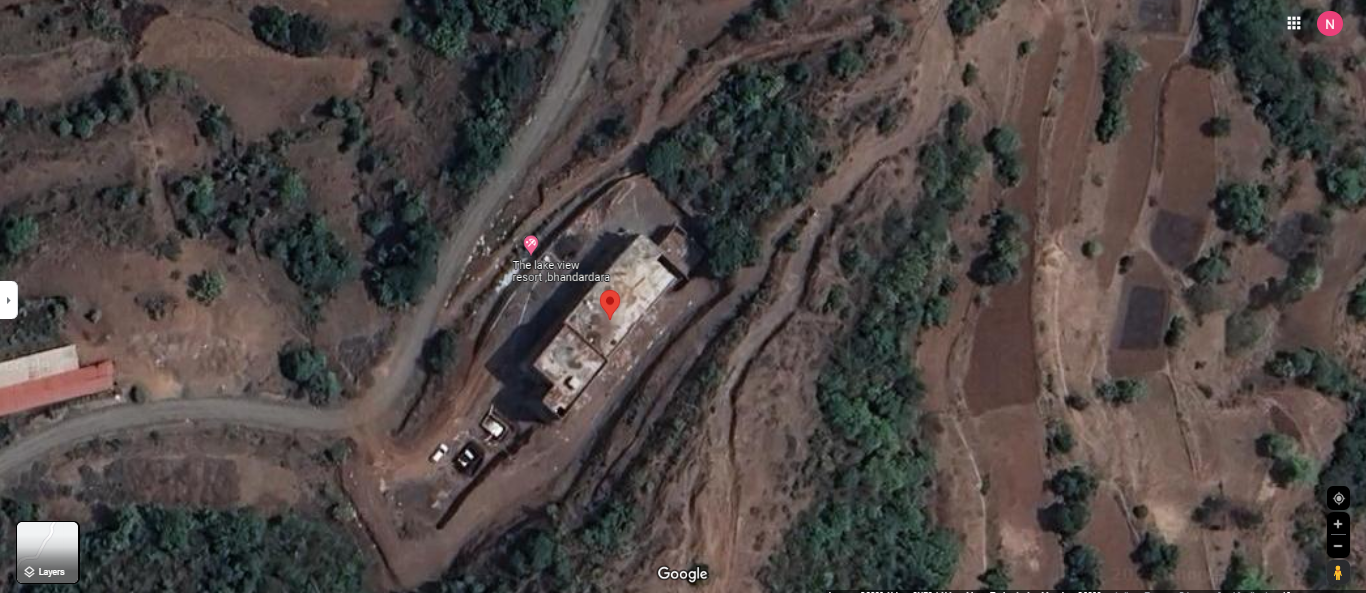 N
The lake view
resort ,bhandardara
Layers
Google